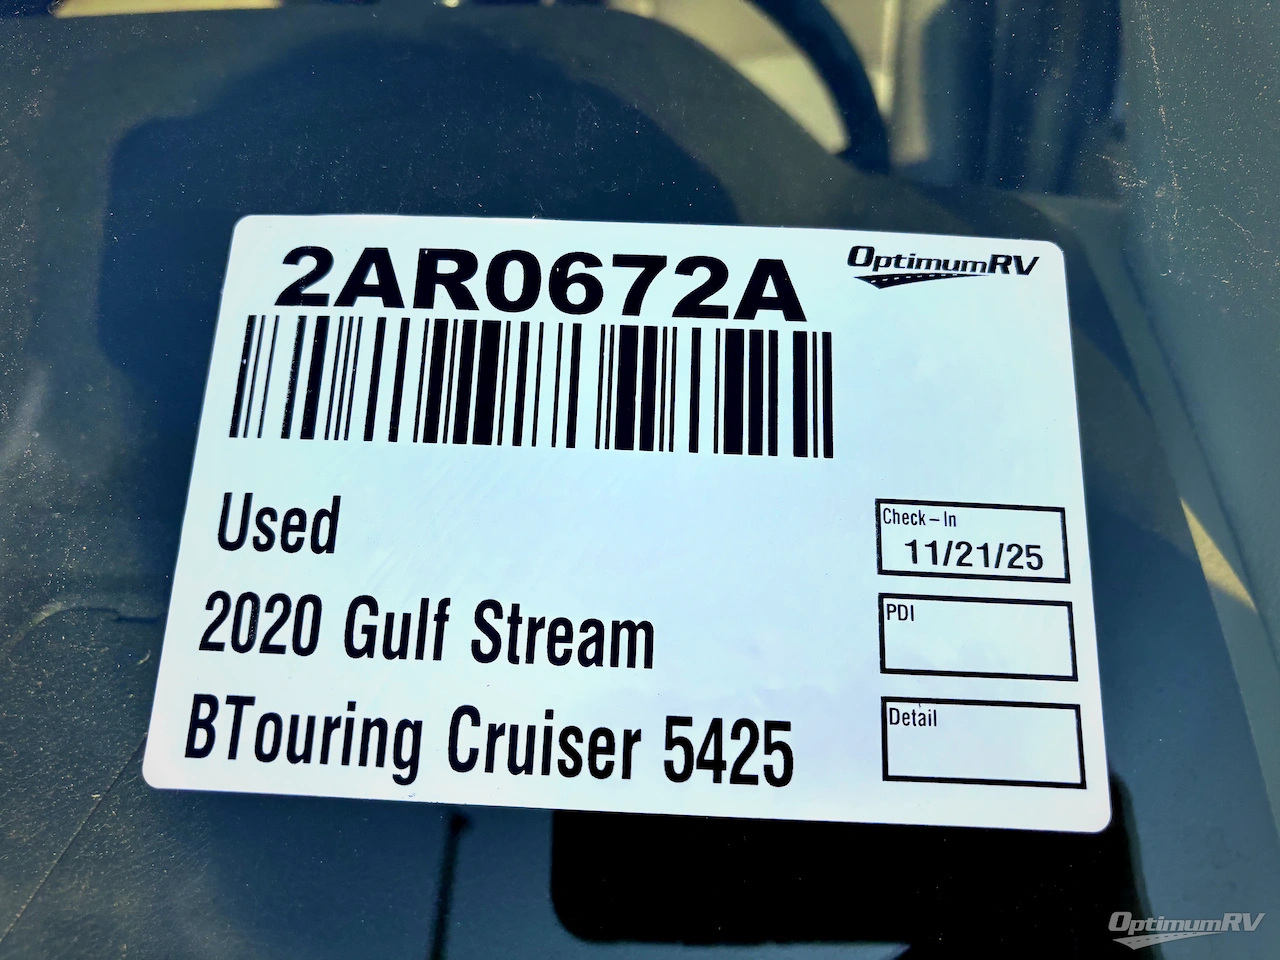 2AR0672A
OptimumRV
Used
2020 Gulf Stream
BTouring Cruiser 5425
Check-In
11/21/25
PDI
Detail
OptimumRV